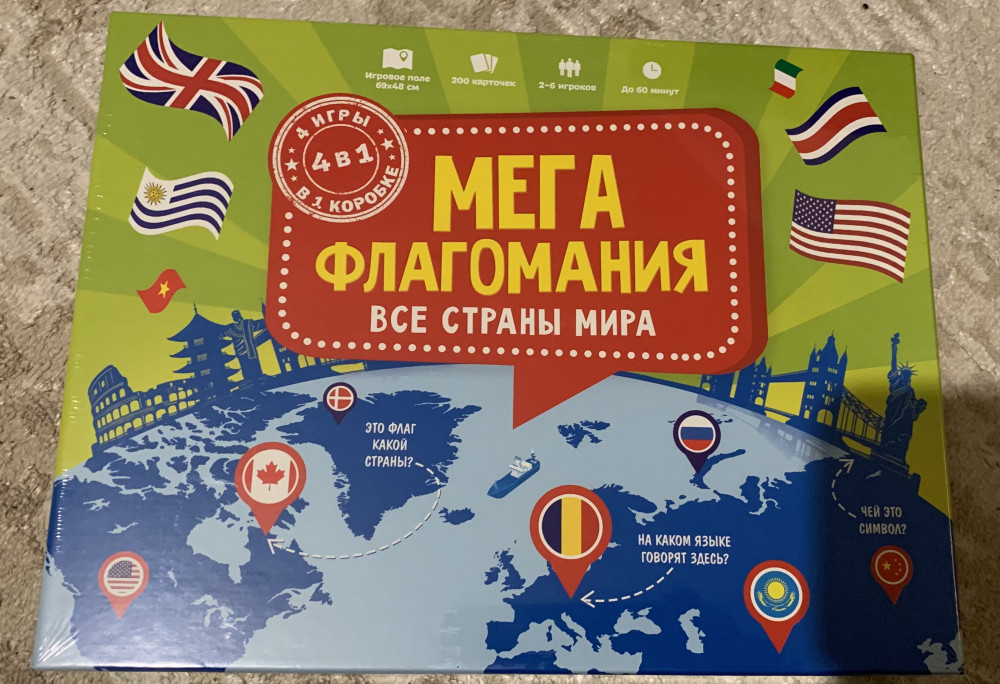 Игровое поле
69х48 см
200 карточек
2-6 игроков
До 60 минут
4 ИГРЫ
4 В 1
В 1 КОРОБКЕ
МЕГА
ФЛАГОМАНИЯ
ВСЕ СТРАНЫ МИРА
ЭТО ФЛАГ
КАКОЙ
СТРАНЫ?
НА КАКОМ ЯЗЫКЕ
ГОВОРЯТ ЗДЕСЬ?
ЧЕЙ ЭТО
СИМВОЛ?